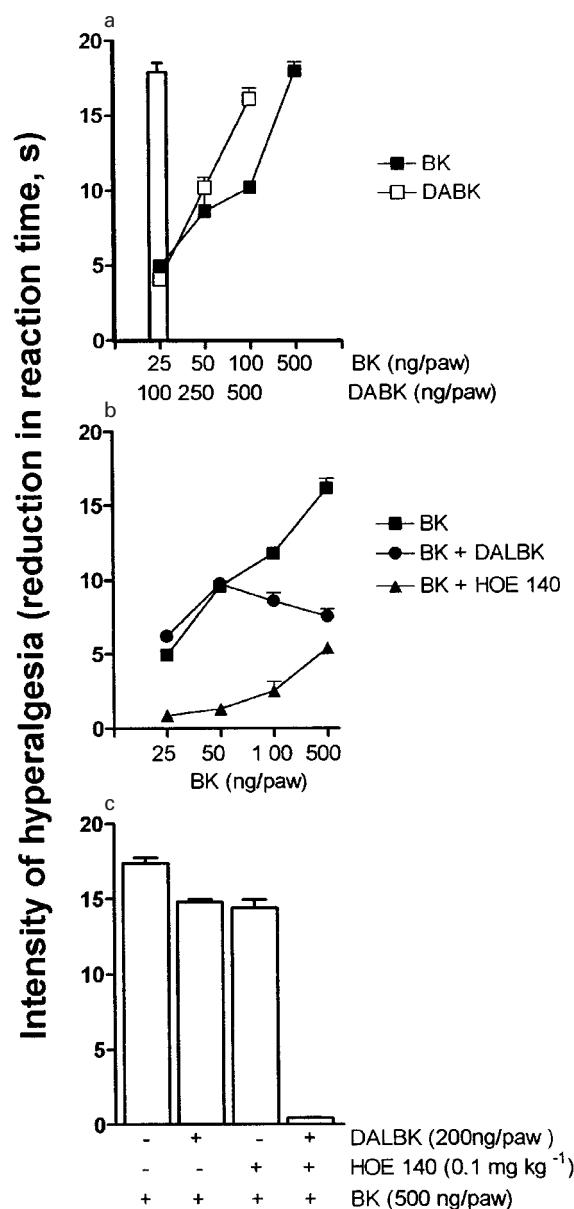 Intensity of hyperalgesia (reduction in reaction time, s)
a
20
15
10
5
0
BK
DABK
25 50 100 500 BK (ng/paw)
100 250 500 DABK (ng/paw)
b
20
15
10
5
0
BK
BK + DALBK
BK + HOE 140
25 50 1 00 500
BK (ng/paw)
c
20
15
10
5
0
- + - + DALBK (200ng/paw )
- - + + HOE 140 (0.1 mg kg -1)
+ + + + BK (500 ng/paw)